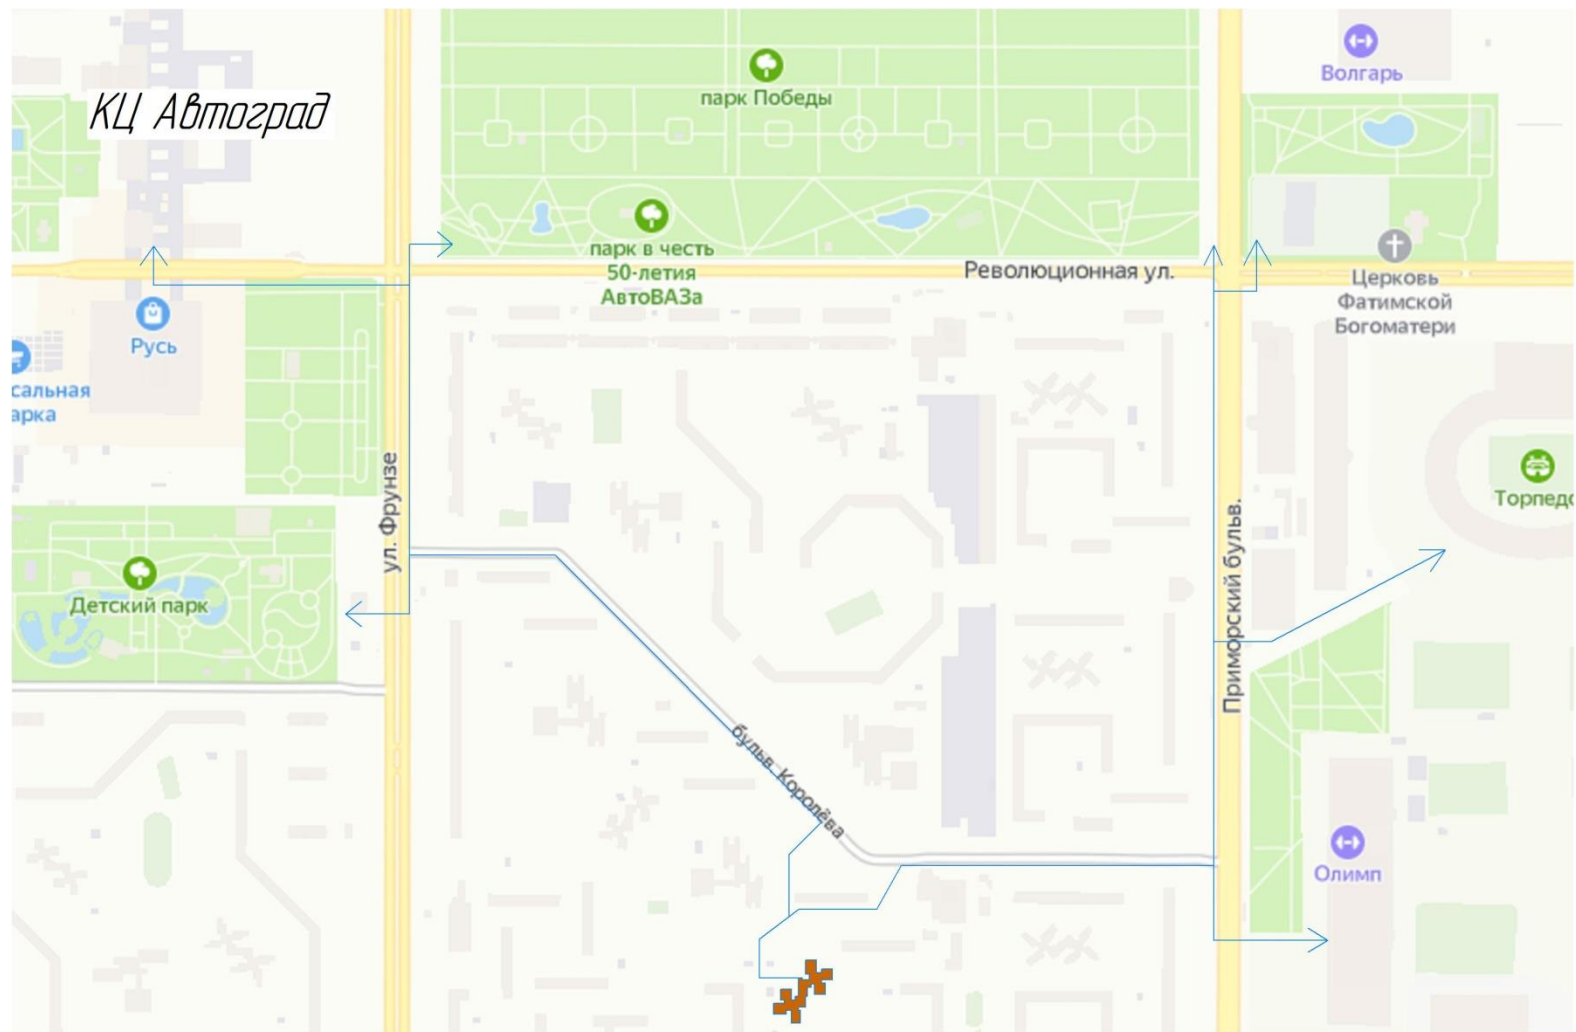 Волгарь
КЦ Автоград
парк Победы
парк в честь
50-летия
АвтоВАЗа
Революционная ул.
Церковь
Фатимской
Богоматери
Русь
сальная
арка
ул. Фрунзе
Торпедо
Приморский бульв.
Детский парк
бульв. Королёва
Олимп